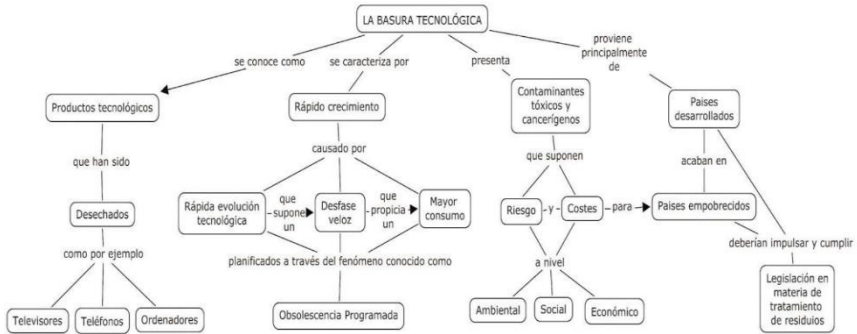 LA BASURA TECNOLÓGICA
se conoce como
se caracteriza por
presenta
proviene
principalmente
de
Productos tecnológicos
Rápido crecimiento
Contaminantes
tóxicos y
cancerígenos
Paises
desarrollados
que han sido
causado por
que suponen
acaban en
Desechados
Rápida evolución
tecnológica
que
supone
un
Desfase
veloz
que
propicia
un
Mayor
consumo
Riesgo
y
Costes
para
Paises empobrecidos
como por ejemplo
planificados a través del fenómeno conocido como
a nivel
deberían impulsar y cumplir
Televisores
Teléfonos
Ordenadores
Obsolescencia Programada
Ambiental
Social
Económico
Legislación en
materia de
tratamiento
de residuios